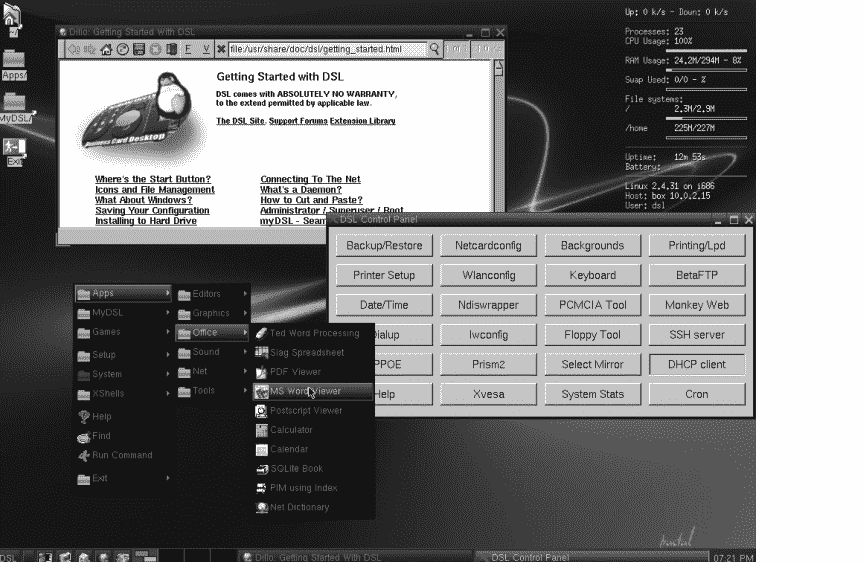 Up: 0 k/s - Down: 0 k/s
Processes: 23
CPU Usage: 100%
RAM Usage: 24.2M/294M - 8%
Swap Used: 0/0 - %
File systems:
/ 2.3M/2.9M
/home 225M/227M
Uptime: 12m 53s
Battery:
Linux 2.4.31 on i686
Host: box 10.0.2.15
User: dsl
Apps/
MyDSL/
Exit
Dillo: Getting Started with DSL
file:/usr/share/doc/dsl/getting_started.html
Getting Started with DSL
DSL comes with ABSOLUTELY NO WARRANTY,
to the extend permitted by applicable law.
The DSL Site, Support Forums Extension Library
Where's the Start Button? Connecting To The Net
Icons and File Management What's a Daemon?
What About Windows? How to Cut and Paste?
Saving Your Configuration Administrator / Superuser / Root
Installing to Hard Drive myDSL -
DSL Control Panel
Backup/Restore Netcardconfig Backgrounds Printing/Lpd
Printer Setup Wlanconfig Keyboard BetaFTP
Date/Time Ndiswrapper PCMCIA Tool Monkey Web
Iwconfig Floppy Tool SSH server
Prism2 Select Mirror DHCP client
Xvesa System Stats Cron
Apps
MyDSL
Games
Setup
System
XShells
Help
Find
Run Command
Exit
Editors
Graphics
Office
Sound
Net
Tools
Ted Word Processing
Siag Spreadsheet
PDF Viewer
MS Word Viewer
Postscript Viewer
Calculator
Calendar
SQLite Book
PIM using Index
Net Dictionary
DSL Dillo: Getting Started With DSL DSL Control Panel 07:21 PM